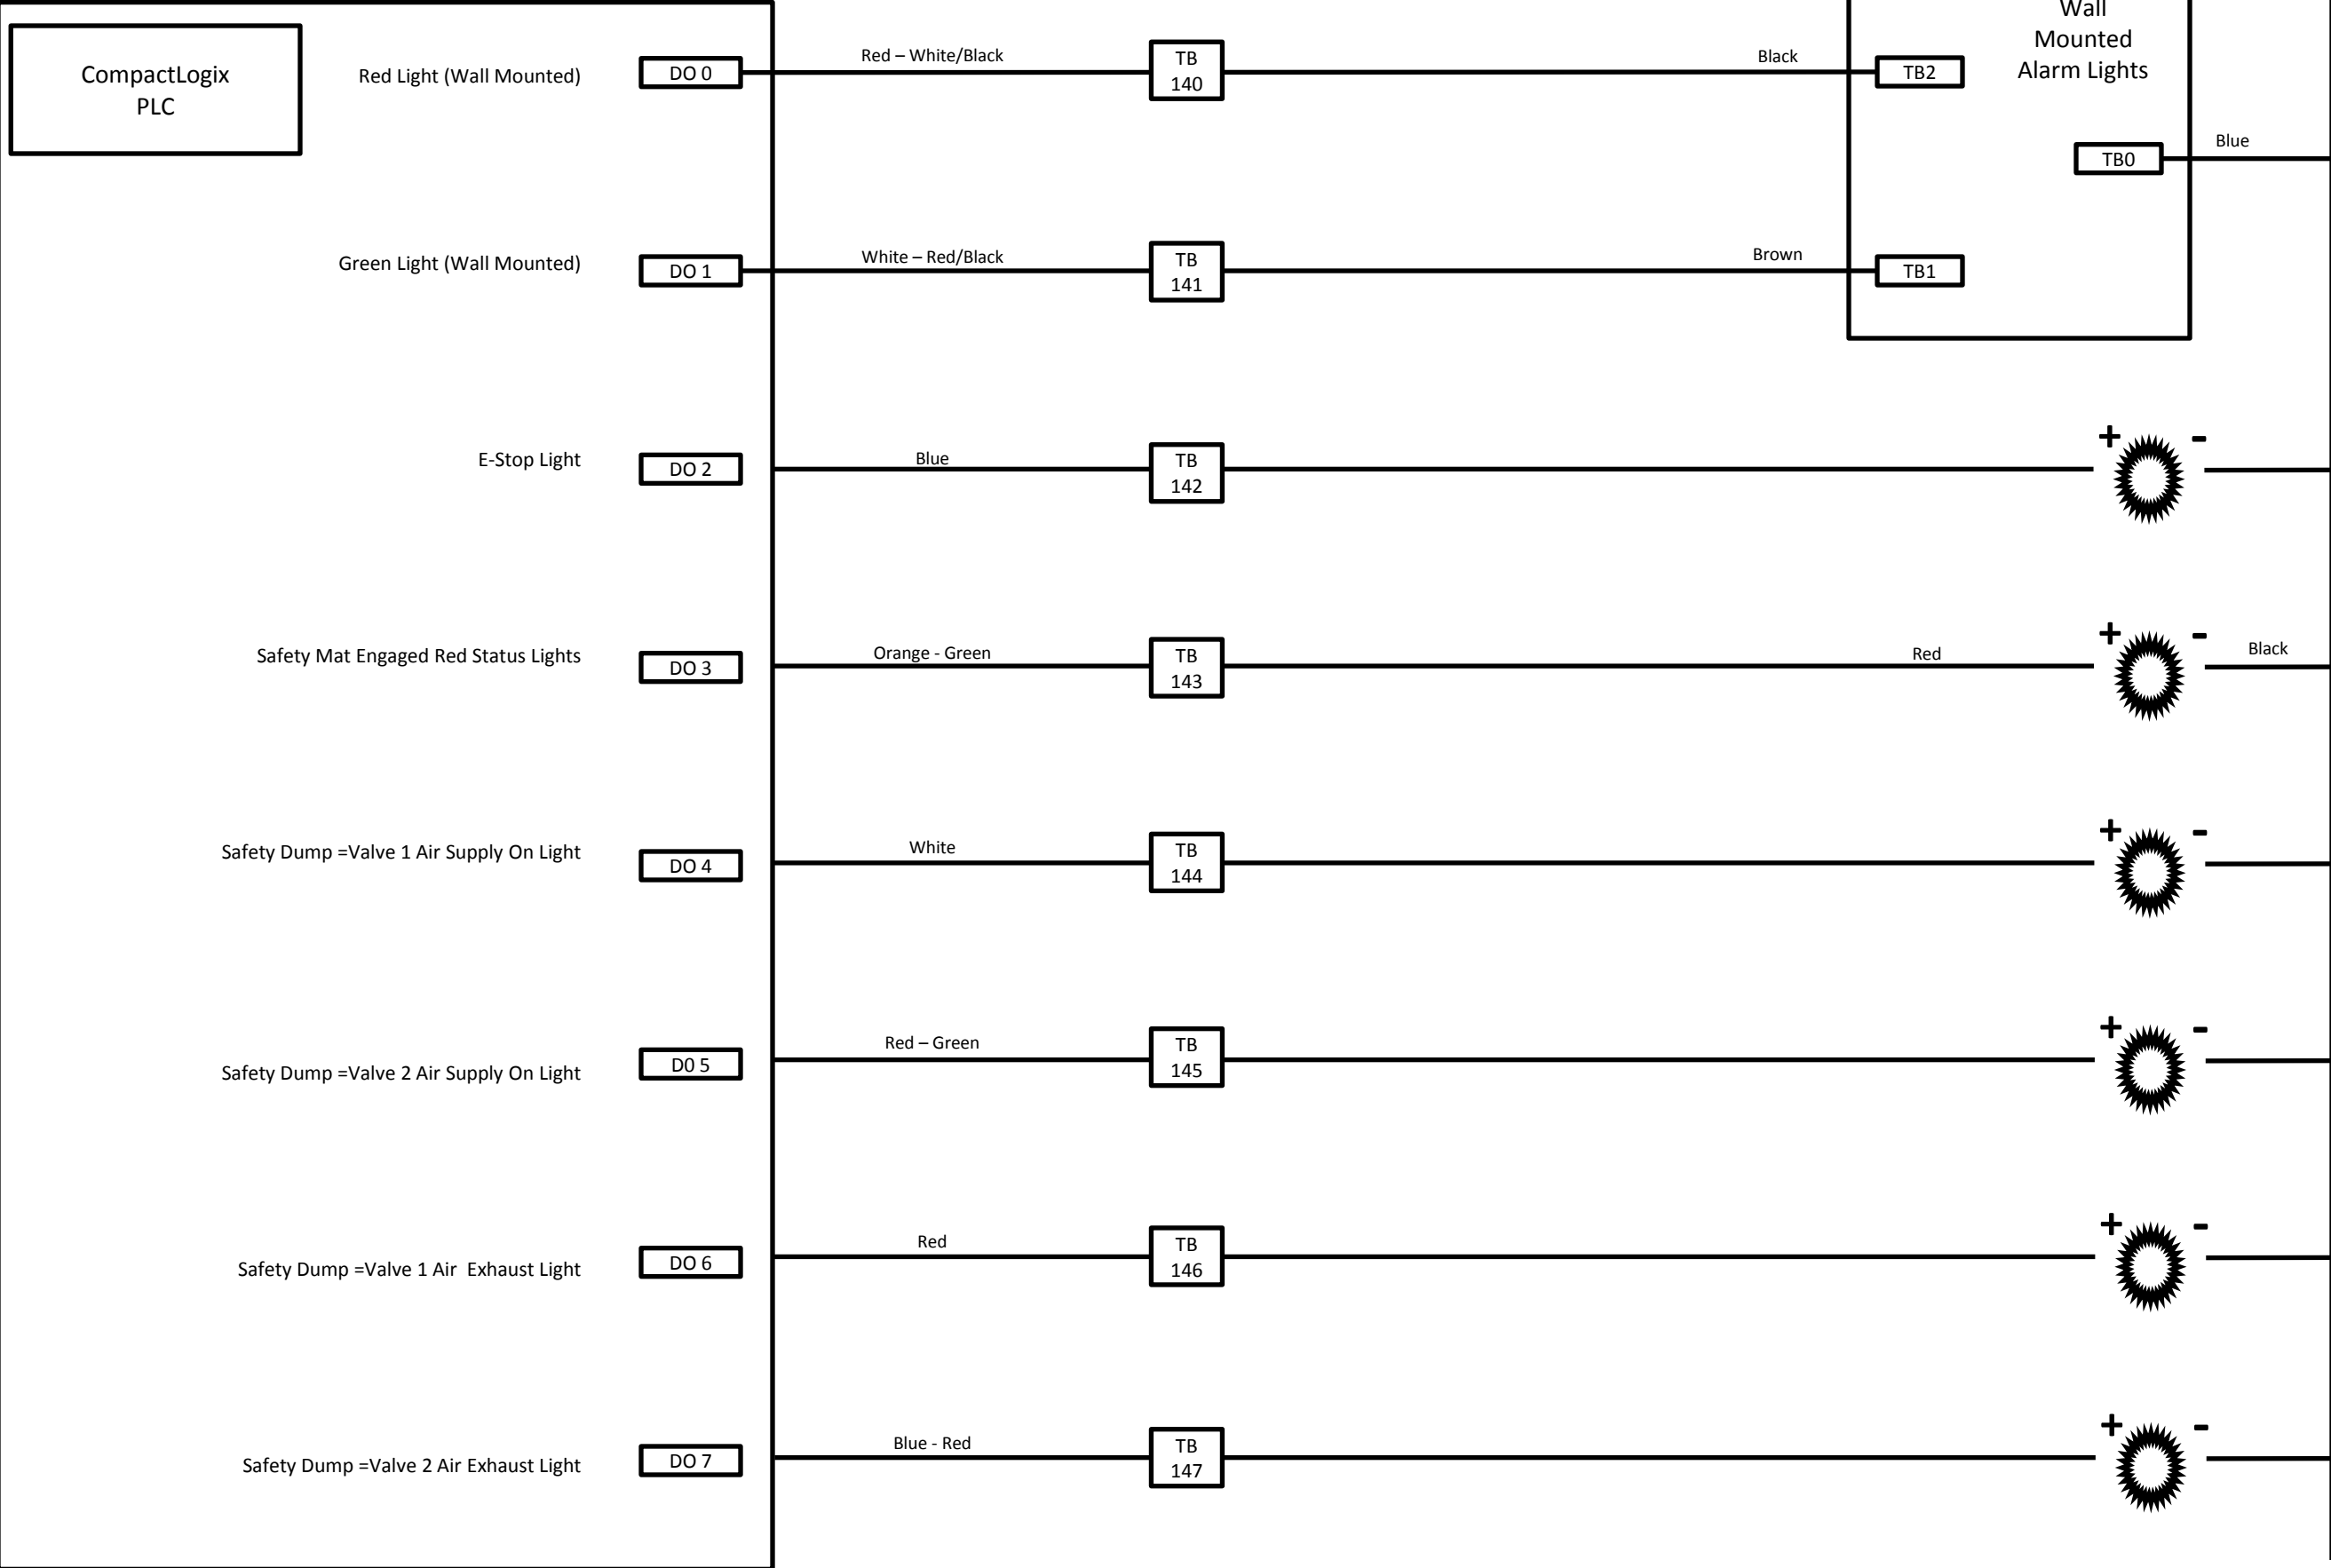 Wall
Mounted
Alarm Lights
CompactLogix
PLC
Red Light (Wall Mounted)
DO 0
Red – White/Black
TB
140
Black
TB2
TB0
Blue
Green Light (Wall Mounted)
DO 1
White – Red/Black
TB
141
Brown
TB1
E-Stop Light
DO 2
Blue
TB
142
+
-
Safety Mat Engaged Red Status Lights
DO 3
Orange - Green
TB
143
Red
+
-
Black
Safety Dump =Valve 1 Air Supply On Light
DO 4
White
TB
144
+
-
Safety Dump =Valve 2 Air Supply On Light
D0 5
Red – Green
TB
145
+
-
Safety Dump =Valve 1 Air  Exhaust Light
DO 6
Red
TB
146
+
-
Safety Dump =Valve 2 Air Exhaust Light
DO 7
Blue - Red
TB
147
+
-